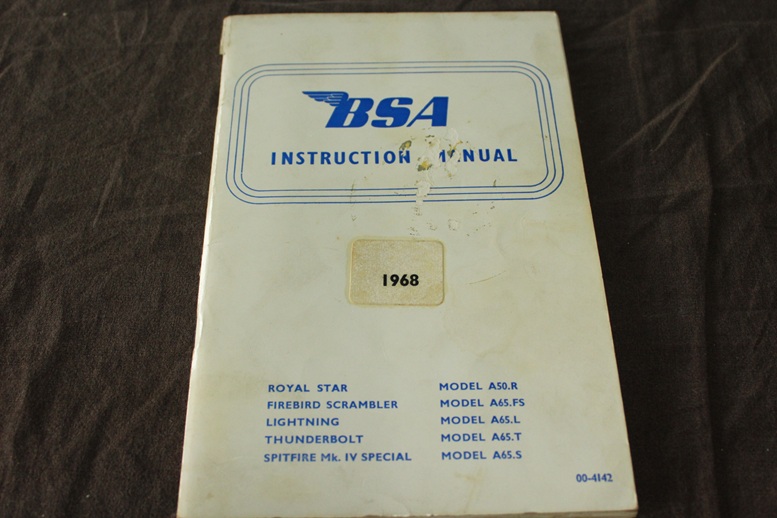 BSA
INSTRUCTION MANUAL
1968
ROYAL STAR MODEL A50.R
FIREBIRD SCRAMBLER MODEL A65.FS
LIGHTNING MODEL A65.L
THUNDERBOLT MODEL A65.T
SPITFIRE Mk. IV SPECIAL MODEL A65.S
00-4142